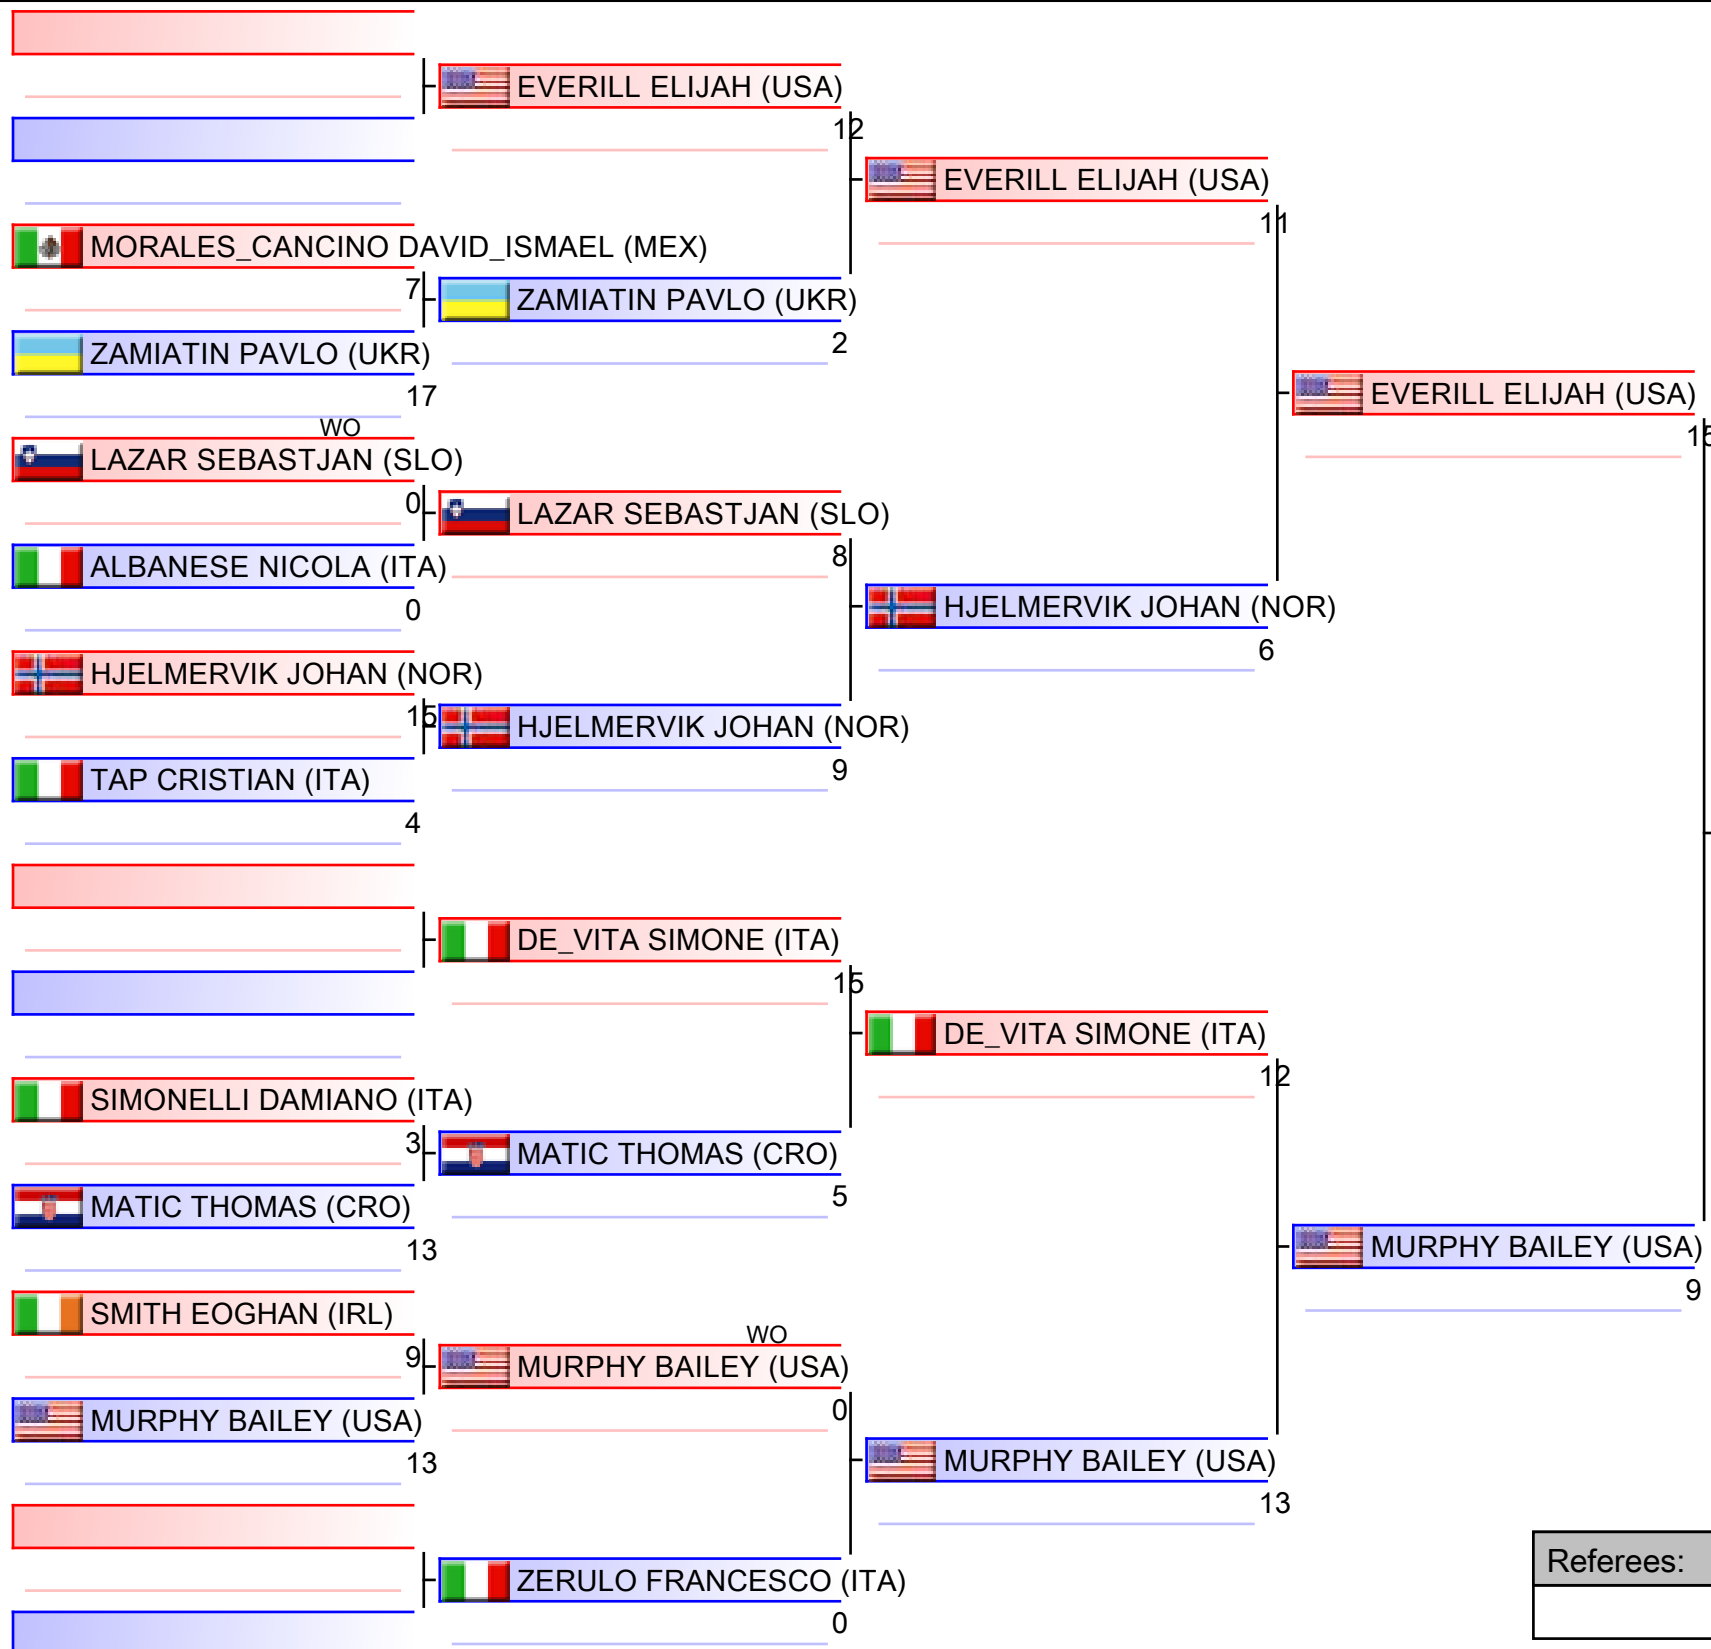 EVERILL ELIJAH (USA)
12
EVERILL ELIJAH (USA)
11
MORALES_CANCINO DAVID_ISMAEL (MEX)
7
ZAMIATIN PAVLO (UKR)
2
ZAMIATIN PAVLO (UKR)
17
EVERILL ELIJAH (USA)
15
WO
LAZAR SEBASTJAN (SLO)
0
LAZAR SEBASTJAN (SLO)
8
ALBANESE NICOLA (ITA)
0
HJELMERVIK JOHAN (NOR)
6
HJELMERVIK JOHAN (NOR)
15
HJELMERVIK JOHAN (NOR)
9
TAP CRISTIAN (ITA)
4
DE_VITA SIMONE (ITA)
15
DE_VITA SIMONE (ITA)
12
SIMONELLI DAMIANO (ITA)
3
MATIC THOMAS (CRO)
5
MATIC THOMAS (CRO)
13
MURPHY BAILEY (USA)
9
SMITH EOGHAN (IRL)
9
WO
MURPHY BAILEY (USA)
0
MURPHY BAILEY (USA)
13
MURPHY BAILEY (USA)
13
ZERULO FRANCESCO (ITA)
0
Referees: